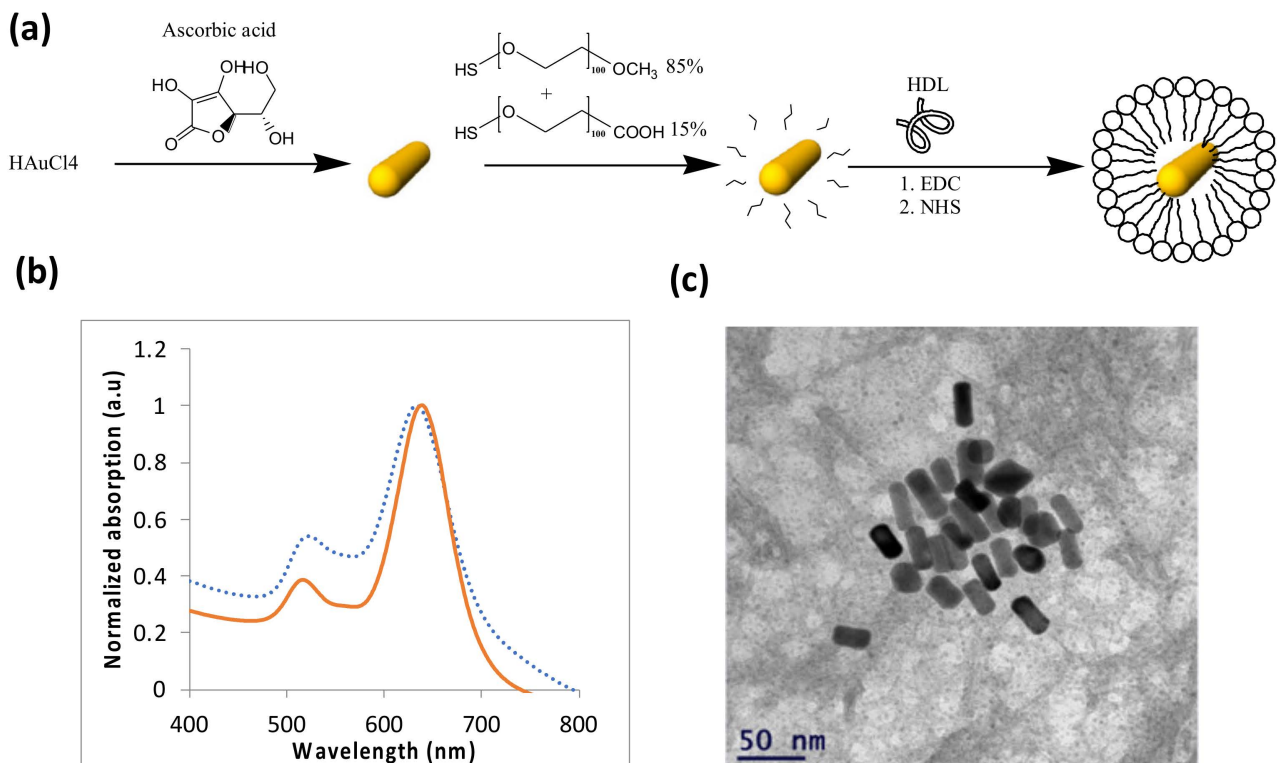 (a)
Ascorbic acid
HO
OH
HO
O
O
OH
HAuCl4
HS
O
100
OCH3 85%
+
HS
O
100
COOH 15%
HDL
1. EDC
2. NHS
(b)
Normalized absorption (a.u)
1.2
1
0.8
0.6
0.4
0.2
0
400 500 600 700 800
Wavelength (nm)
(c)
50 nm